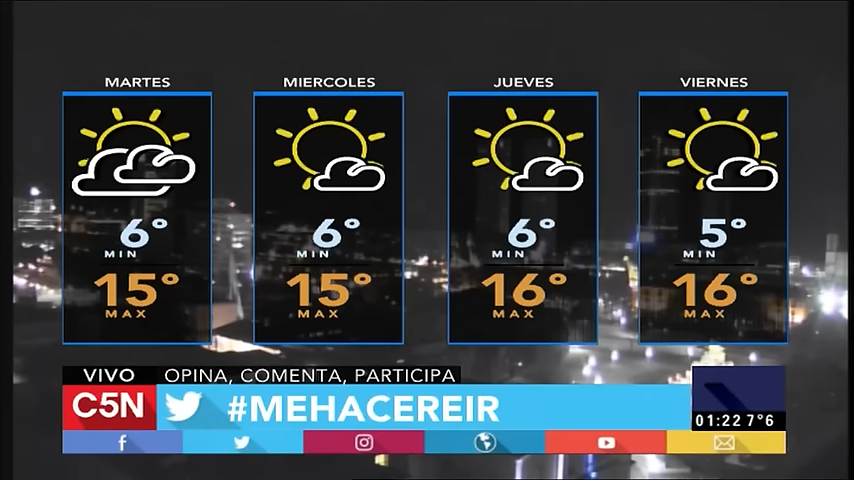 MARTES
6°
MIN
15°
MAX
MIERCOLES
6°
MIN
15°
MAX
JUEVES
6°
MIN
16°
MAX
VIERNES
5°
MIN
16°
MAX
VIVO OPINA, COMENTA, PARTICIPA
C5N #MEHACEREIR
01:22 7°6